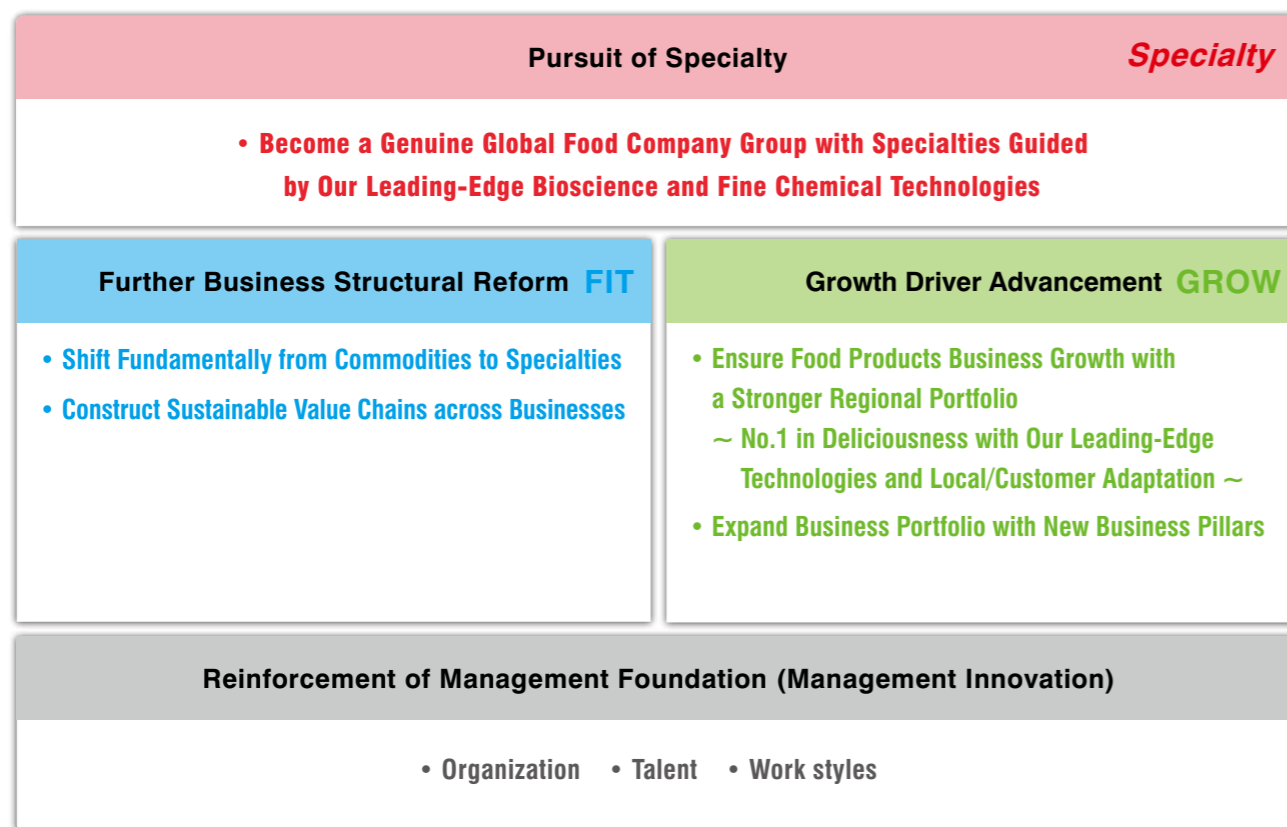 Pursuit of Specialty Specialty
• Become a Genuine Global Food Company Group with Specialties Guided
by Our Leading-Edge Bioscience and Fine Chemical Technologies
Further Business Structural Reform FIT
• Shift Fundamentally from Commodities to Specialties
• Construct Sustainable Value Chains across Businesses
Growth Driver Advancement GROW
• Ensure Food Products Business Growth with
a Stronger Regional Portfolio
~ No.1 in Deliciousness with Our Leading-Edge
Technologies and Local/Customer Adaptation ~
• Expand Business Portfolio with New Business Pillars
Reinforcement of Management Foundation (Management Innovation)
• Organization • Talent • Work styles